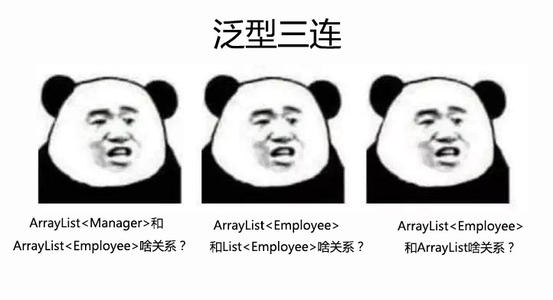 泛型三连
ArrayList<Manager>和
ArrayList<Employee>啥关系？
ArrayList<Employee>
和List<Employee>啥关系？
ArrayList<Employee>
和ArrayList啥关系？